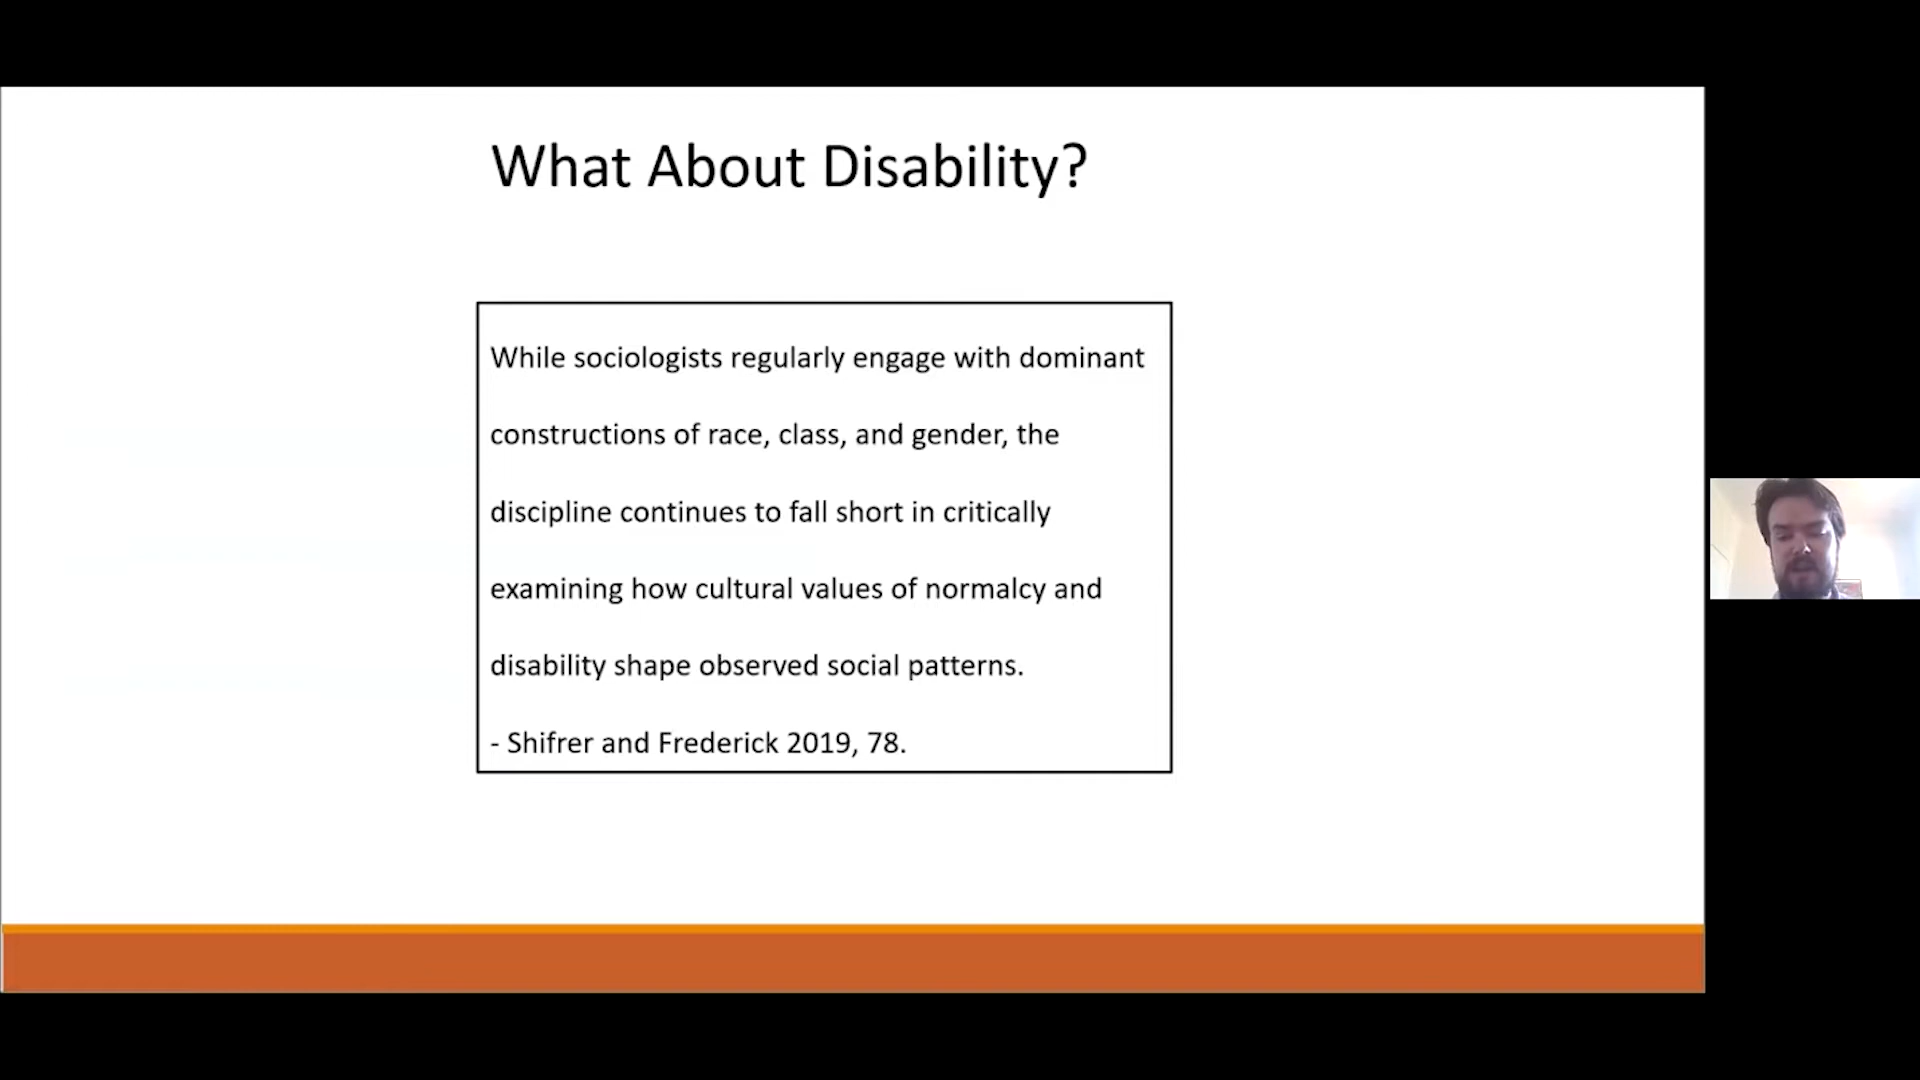 What About Disability?
While sociologists regularly engage with dominant
constructions of race, class, and gender, the
discipline continues to fall short in critically
examining how cultural values of normalcy and
disability shape observed social patterns.
- Shifrer and Frederick 2019, 78.